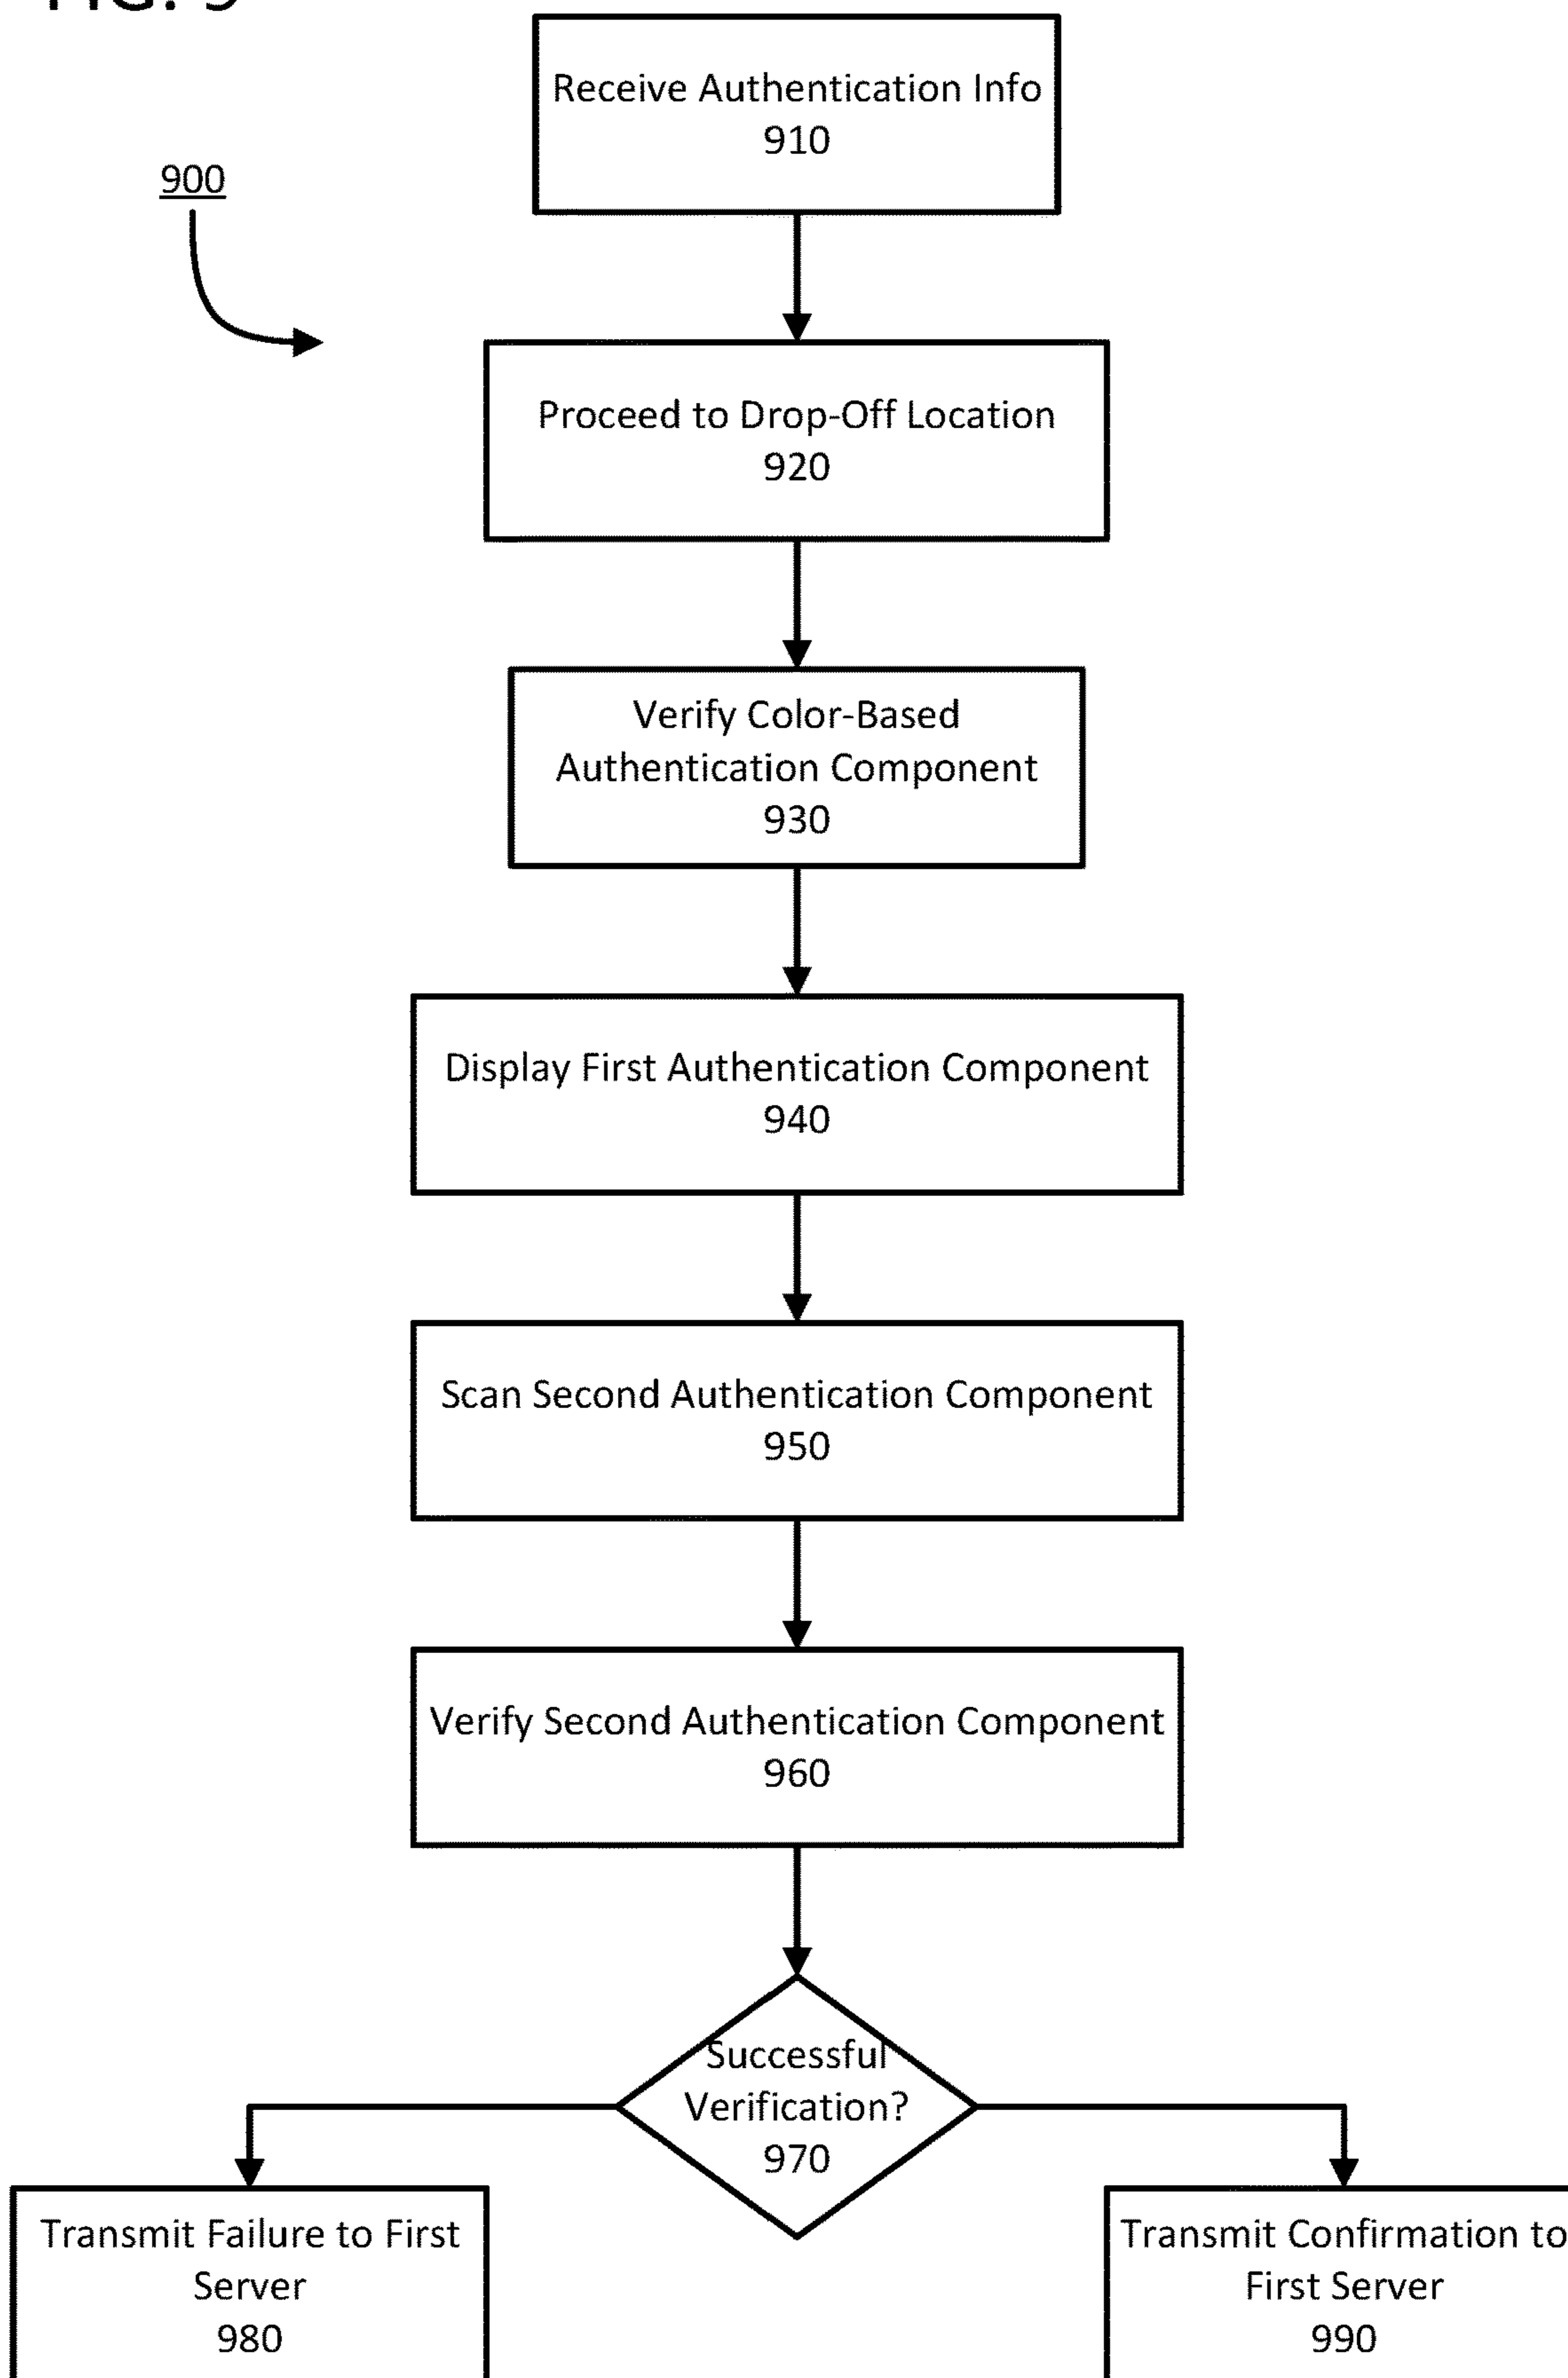 FIG. 9
Receive Authentication Info
910
900
Proceed to Drop-Off Location
920
Verify Color-Based
Authentication Component
930
Display First Authentication Component
940
Scan Second Authentication Component
950
Verify Second Authentication Component
960
Successful
Verification?
970
Transmit Failure to First
Server
980
Transmit Confirmation to
First Server
990